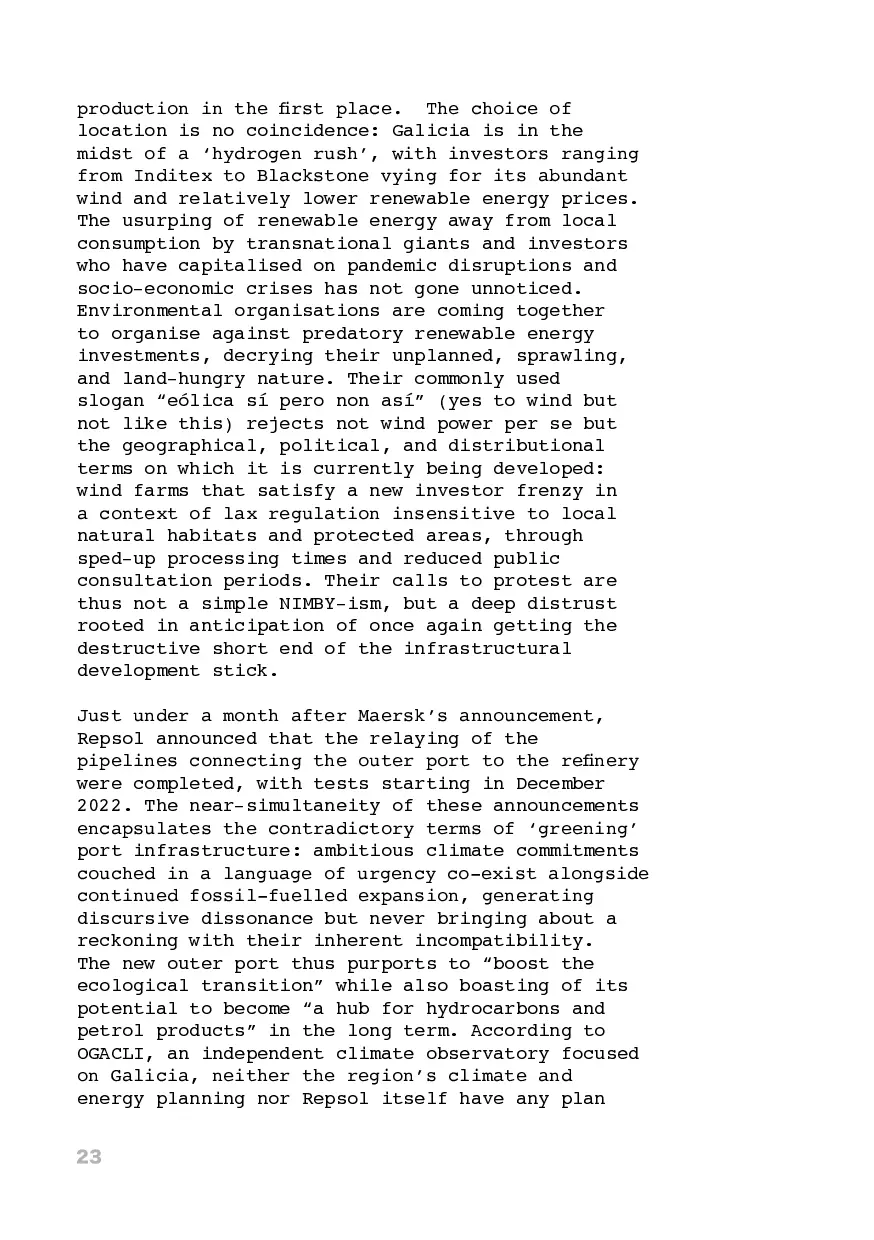 production in the first place.  The choice of
location is no coincidence: Galicia is in the
midst of a ‘hydrogen rush’, with investors ranging
from Inditex to Blackstone vying for its abundant
wind and relatively lower renewable energy prices.
The usurping of renewable energy away from local
consumption by transnational giants and investors
who have capitalised on pandemic disruptions and
socio-economic crises has not gone unnoticed.
Environmental organisations are coming together
to organise against predatory renewable energy
investments, decrying their unplanned, sprawling,
and land-hungry nature. Their commonly used
slogan “eólica sí pero non así” (yes to wind but
not like this) rejects not wind power per se but
the geographical, political, and distributional
terms on which it is currently being developed:
wind farms that satisfy a new investor frenzy in
a context of lax regulation insensitive to local
natural habitats and protected areas, through
sped-up processing times and reduced public
consultation periods. Their calls to protest are
thus not a simple NIMBY-ism, but a deep distrust
rooted in anticipation of once again getting the
destructive short end of the infrastructural
development stick.

Just under a month after Maersk’s announcement,
Repsol announced that the relaying of the
pipelines connecting the outer port to the refinery
were completed, with tests starting in December
2022. The near-simultaneity of these announcements
encapsulates the contradictory terms of ‘greening’
port infrastructure: ambitious climate commitments
couched in a language of urgency co-exist alongside
continued fossil-fuelled expansion, generating
discursive dissonance but never bringing about a
reckoning with their inherent incompatibility.
The new outer port thus purports to “boost the
ecological transition” while also boasting of its
potential to become “a hub for hydrocarbons and
petrol products” in the long term. According to
OGACLI, an independent climate observatory focused
on Galicia, neither the region’s climate and
energy planning nor Repsol itself have any plan

23